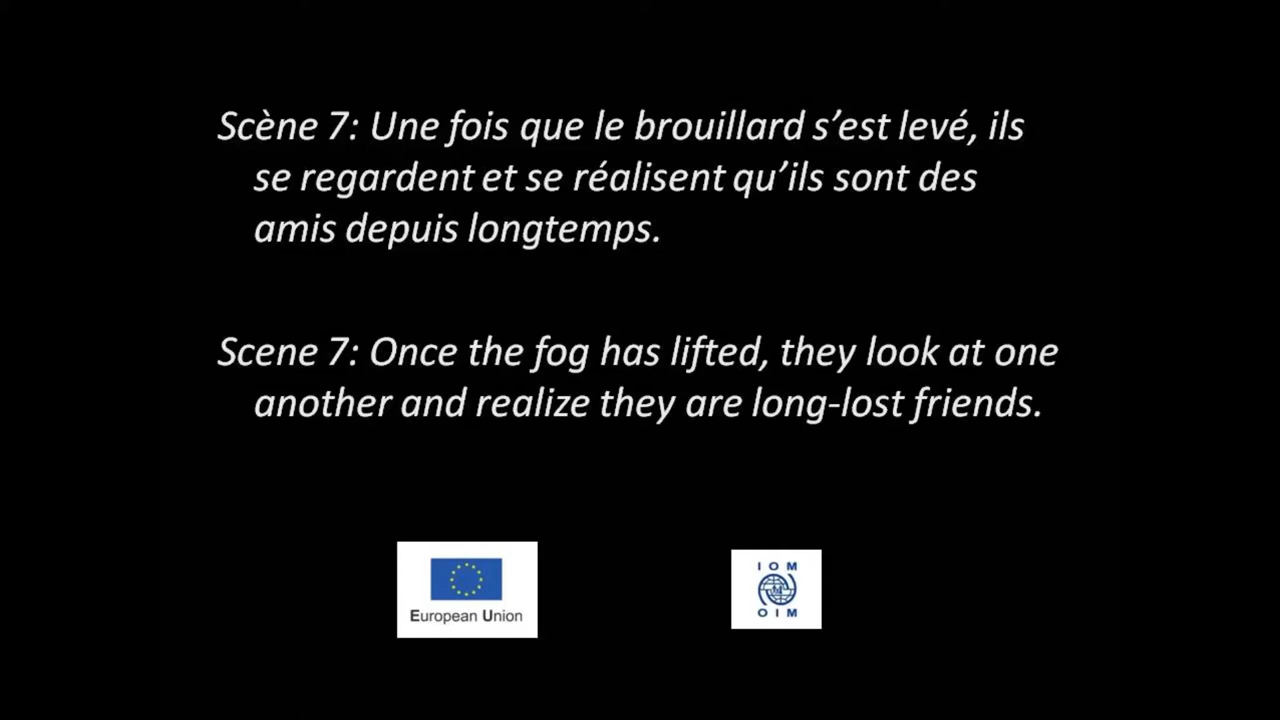 Scène 7: Une fois que le brouillard s’est levé, ils
se regardent et se réalisent qu’ils sont des
amis depuis longtemps.
Scene 7: Once the fog has lifted, they look at one
another and realize they are long-lost friends.
European Union
IOM
OIM